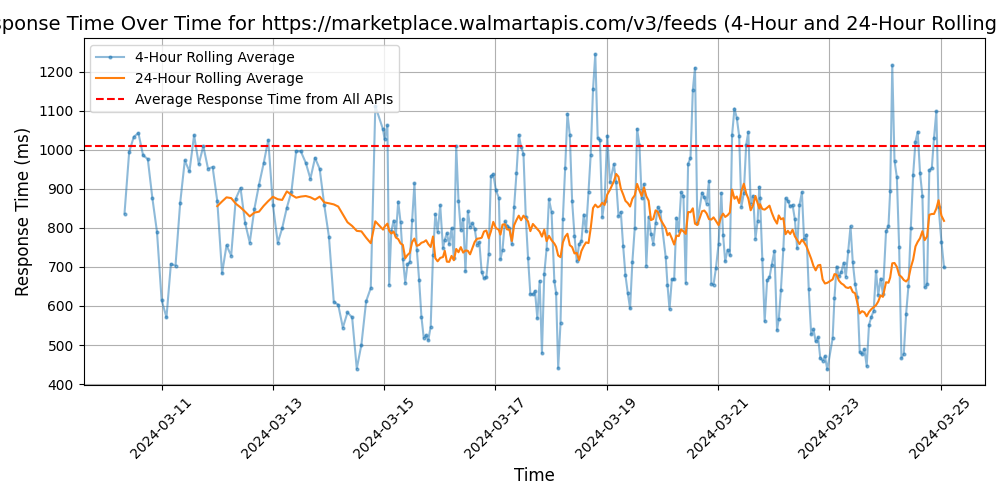 ponse Time Over Time for https://marketplace.walmartapis.com/v3/feeds (4-Hour and 24-Hour Rolling
4-Hour Rolling Average
24-Hour Rolling Average
Average Response Time from All APIs
Response Time (ms)
1200
1100
1000
900
800
700
600
500
400
2024-03-11
2024-03-13
2024-03-15
2024-03-17
2024-03-19
2024-03-21
2024-03-23
2024-03-25
Time